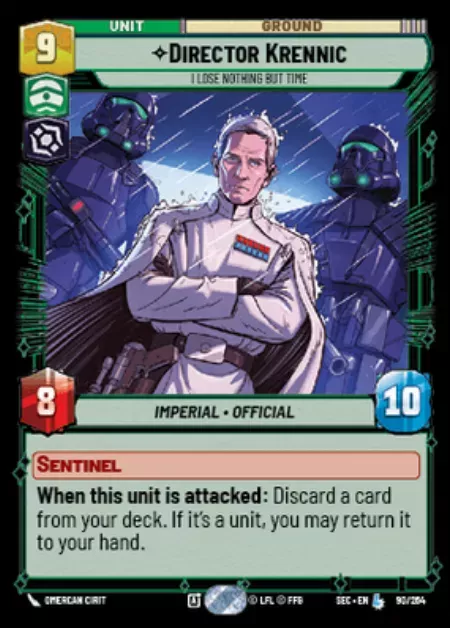 UNIT GROUND
9 DIRECTOR KRENNIC
I LOSE NOTHING BUT TIME
8 IMPERIAL • OFFICIAL 10
SENTINEL
When this unit is attacked: Discard a card
from your deck. If it's a unit, you may return it
to your hand.
OMERCAN CIRIT © LFL © FFG SEC • EN L 90/264